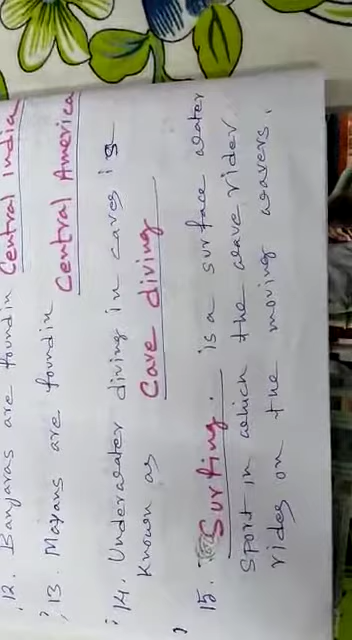 12. Banjaras are found in Central India
13. Mayans are found in
Central America
14. Underwater diving in caves is
known as Cave diving
15. Surfing. is a surface water
sport in which the wave rider
rides on the moving wavers.